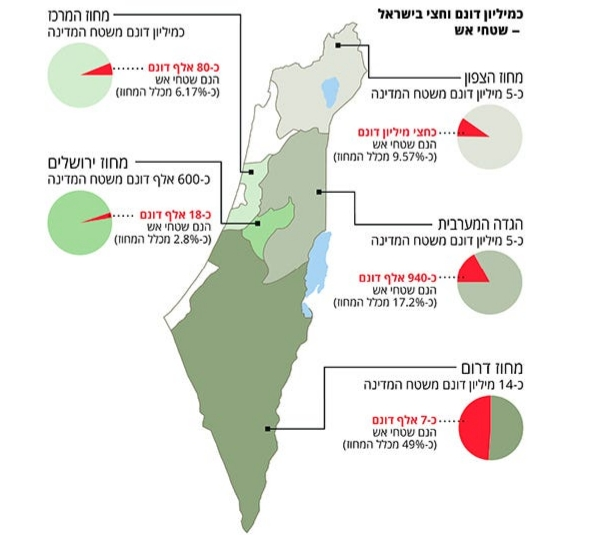 כמיליון דונם וחצי בישראל
– שטחי אש
מחוז המרכז
כמיליון דונם משטח המדינה
כ-80 אלף דונם
הנם שטחי אש
(כ-6.17% מכלל המחוז)
מחוז הצפון
כ-5 מיליון דונם משטח המדינה
כחצי מיליון דונם
הנם שטחי אש
(כ-9.57% מכלל המחוז)
מחוז ירושלים
כ-600 אלף דונם משטח המדינה
כ-18 אלף דונם
הנם שטחי אש
(כ-2.8% מכלל המחוז)
הגדה המערבית
כ-5 מיליון דונם משטח המדינה
כ-940 אלף דונם
הנם שטחי אש
(כ-17.2% מכלל המחוז)
מחוז דרום
כ-14 מיליון דונם משטח המדינה
כ-7 אלף דונם
הנם שטחי אש
(כ-49% מכלל המחוז)